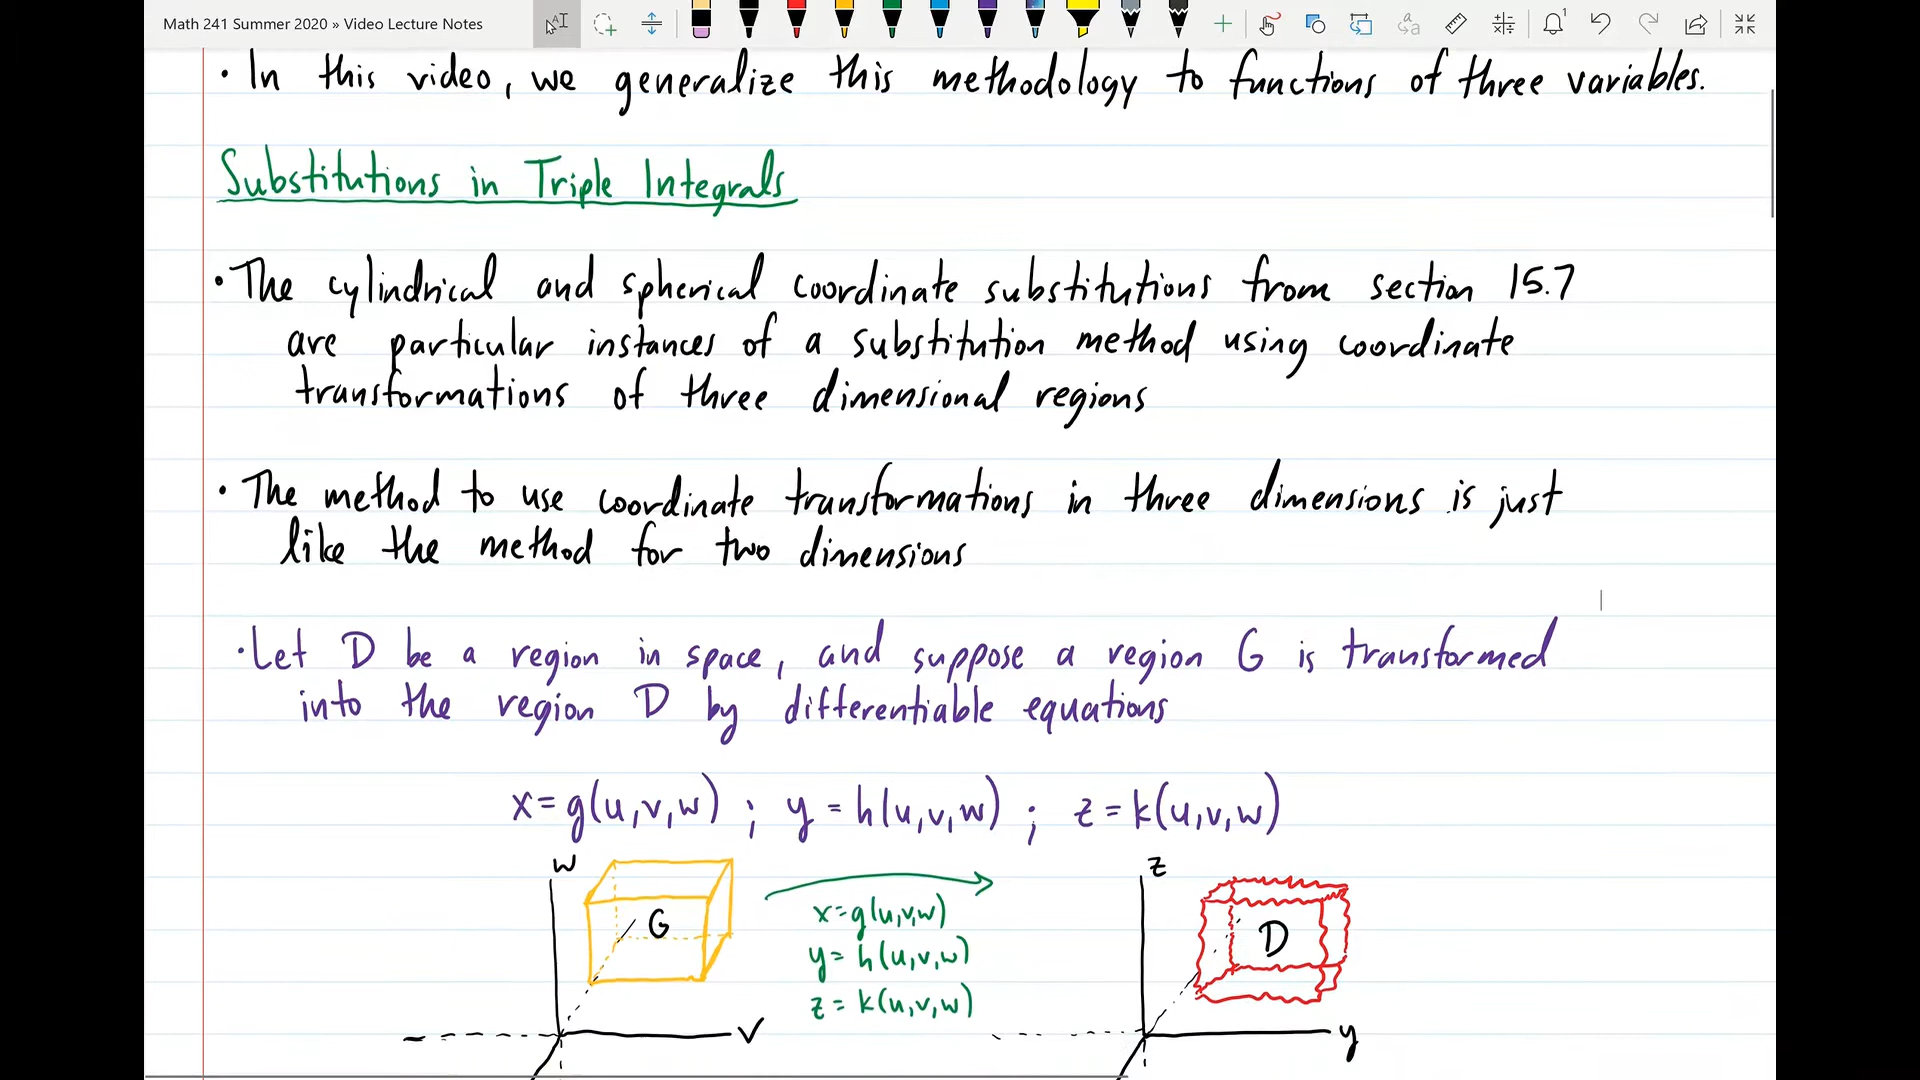 Math 241 Summer 2020 » Video Lecture Notes
• In this video, we generalize this methodology to functions of three variables.
Substitutions in Triple Integrals
• The cylindrical and spherical coordinate substitutions from section 15.7
are particular instances of a substitution method using coordinate
transformations of three dimensional regions
• The method to use coordinate transformations in three dimensions is just
like the method for two dimensions
• Let D be a region in space, and suppose a region G is transformed
into the region D by differentiable equations
x=g(u,v,w) ; y=h(u,v,w) ; z=k(u,v,w)
w
G
v
x=g(u,v,w)
y=h(u,v,w)
z=k(u,v,w)
z
D
y